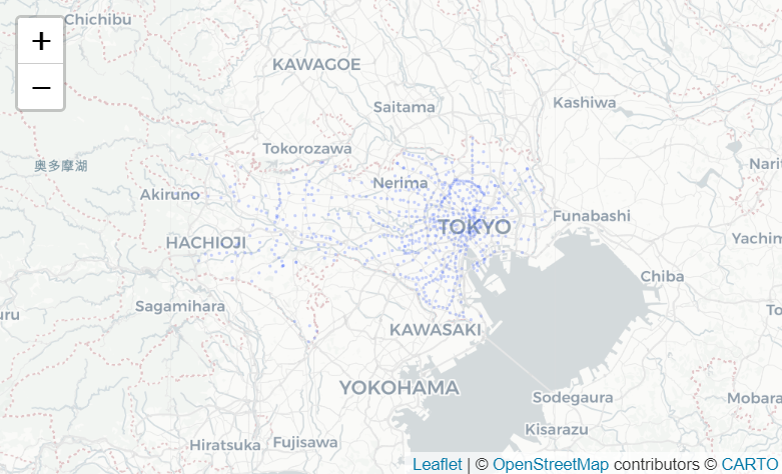 Chichibu
+
−
KAWAGOE
Saitama
Kashiwa
Tokorozawa
奥多摩湖
Nerima
Narit
Akiruno
Funabashi
TOKYO
HACHIOJI
Yachim
Chiba
Sagamihara
To
uru
KAWASAKI
YOKOHAMA
Sodegaura
Mobara
Kisarazu
Hiratsuka
Fujisawa
Leaflet | © OpenStreetMap contributors © CARTO